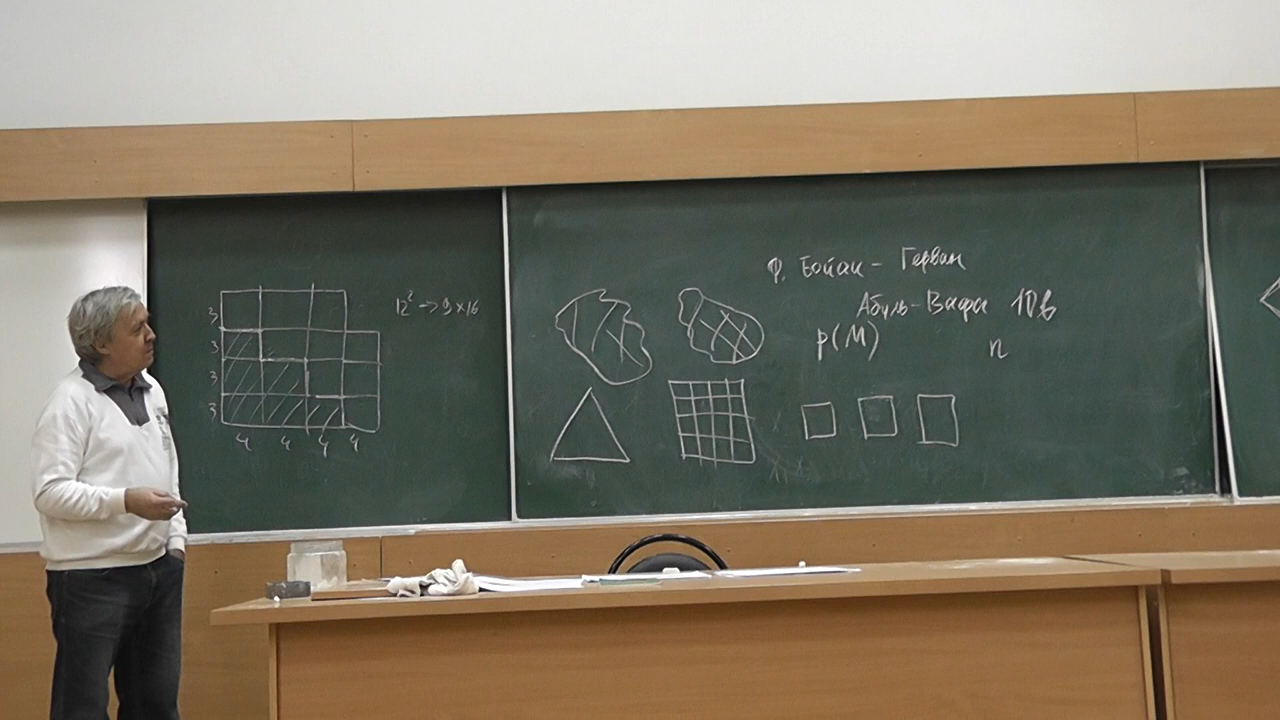 3
3
3
3
4 4 4 4
12² → 9 × 16
Ф. Бойаи - Гервин
Абуль-Вафа 10в
p(M) n